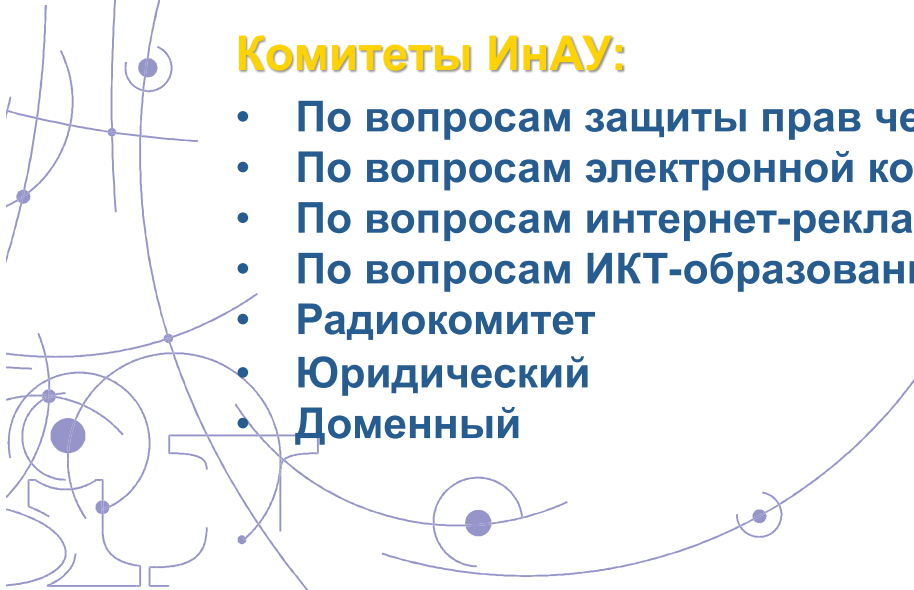 Комитеты ИнАУ:
• По вопросам защиты прав
• По вопросам электронной
• По вопросам
• По вопросам
• Радиокомитет
• Юридический
• Доменный